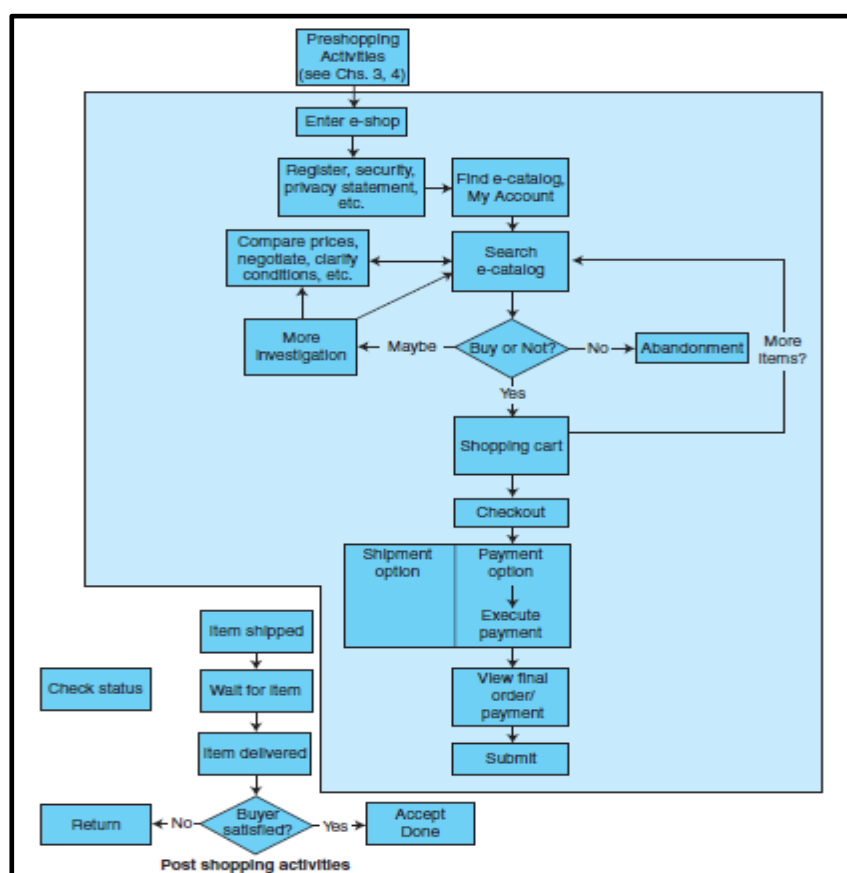 Preshopping
Activities
(see Chs. 3, 4)
Enter e-shop
Register, security,
privacy statement,
etc.
Find e-catalog,
My Account
Compare prices,
negotiate, clarify
conditions, etc.
Search
e-catalog
More
investigation
Maybe
Buy or Not?
No
Abandonment
More
Items?
Yes
Shopping cart
Checkout
Shipment
option
Payment
option
Execute
payment
Item shipped
View final
order/
payment
Check status
Wait for item
Item delivered
Submit
Return
No
Buyer
satisfied?
Yes
Accept
Done
Post shopping activities